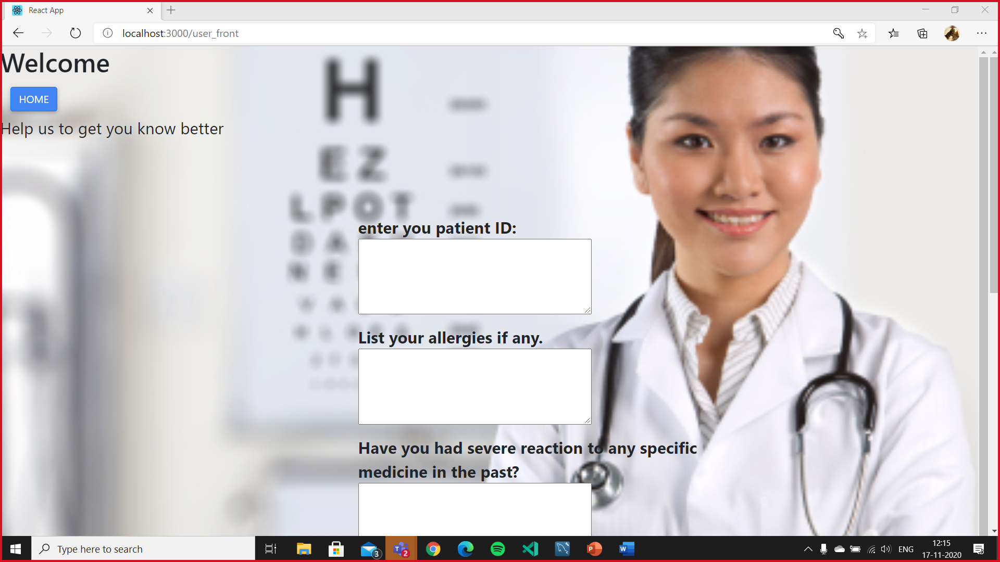 React App
localhost:3000/user_front
Welcome
HOME
Help us to get you know better
H
EZ
LPOT
enter you patient ID:
List your allergies if any.
Have you had severe reaction to any specific
medicine in the past?
Type here to search
3
T
2
P
W
ENG
12:15
17-11-2020